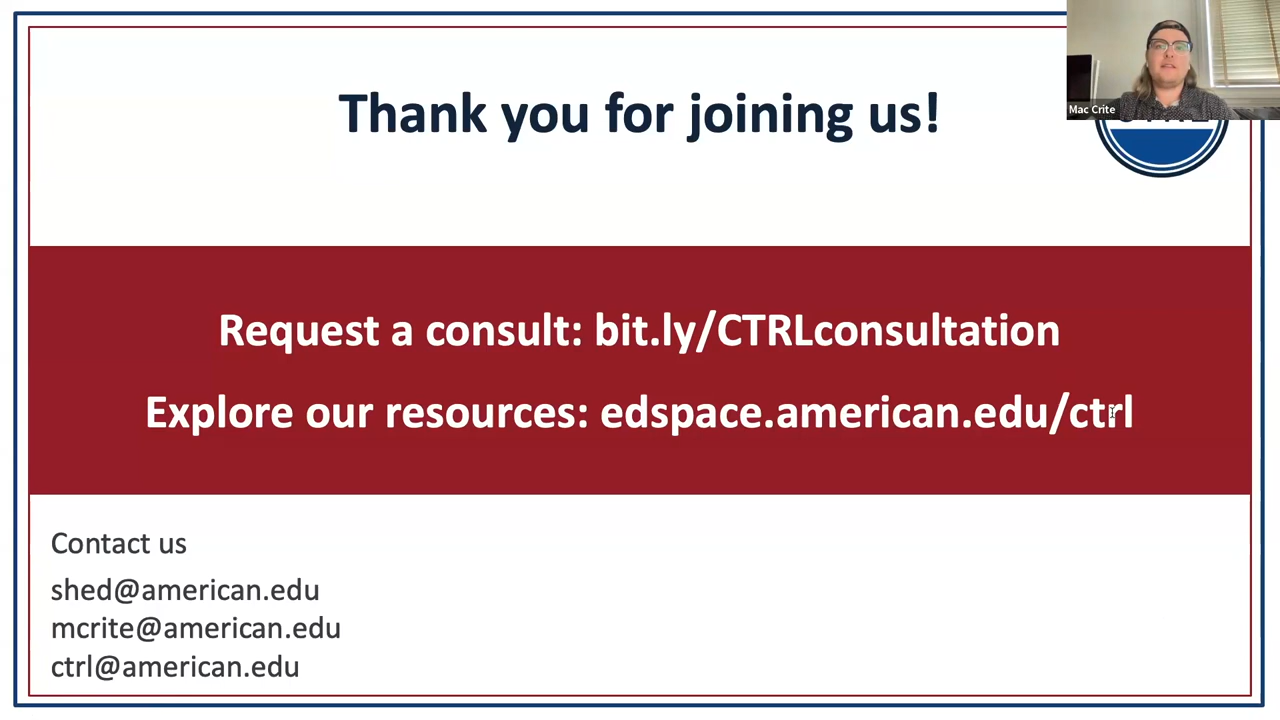 Thank you for joining us!
Mac Crite
Request a consult: bit.ly/CTRLconsultation
Explore our resources: edspace.american.edu/ctrl
Contact us
shed@american.edu
mcrite@american.edu
ctrl@american.edu